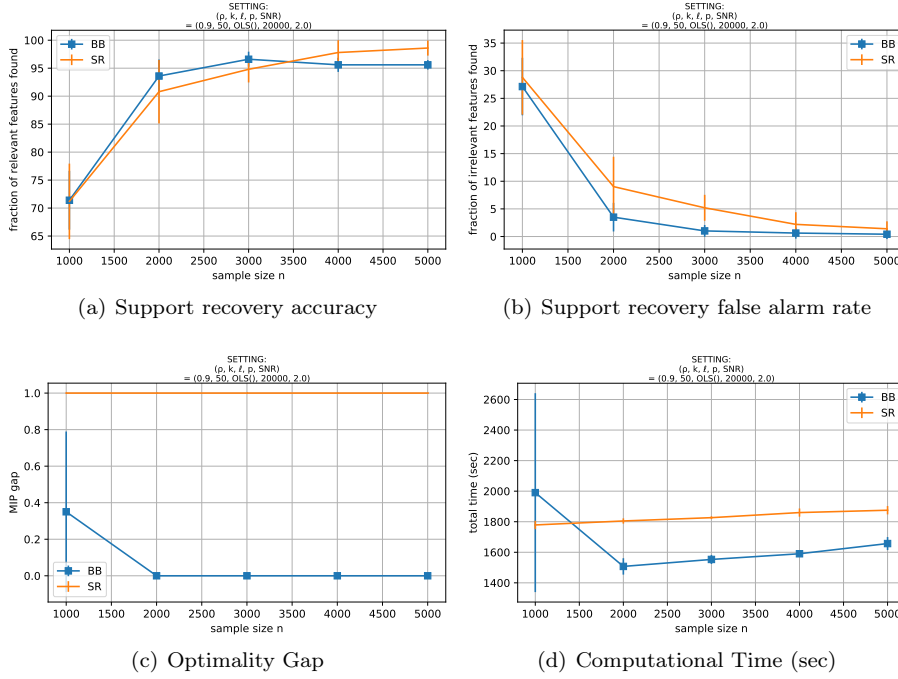 SETTING:
(ρ, k, ℓ, p, SNR)
= (0.9, 50, OLS(), 20000, 2.0)
fraction of relevant features found
100
95
90
85
80
75
70
65
BB
SR
1000 1500 2000 2500 3000 3500 4000 4500 5000
sample size n
(a) Support recovery accuracy
SETTING:
(ρ, k, ℓ, p, SNR)
= (0.9, 50, OLS(), 20000, 2.0)
fraction of irrelevant features found
35
30
25
20
15
10
5
0
BB
SR
1000 1500 2000 2500 3000 3500 4000 4500 5000
sample size n
(b) Support recovery false alarm rate
SETTING:
(ρ, k, ℓ, p, SNR)
= (0.9, 50, OLS(), 20000, 2.0)
MIP gap
1.0
0.8
0.6
0.4
0.2
0.0
BB
SR
1000 1500 2000 2500 3000 3500 4000 4500 5000
sample size n
(c) Optimality Gap
SETTING:
(ρ, k, ℓ, p, SNR)
= (0.9, 50, OLS(), 20000, 2.0)
total time (sec)
2600
2400
2200
2000
1800
1600
1400
BB
SR
1000 1500 2000 2500 3000 3500 4000 4500 5000
sample size n
(d) Computational Time (sec)